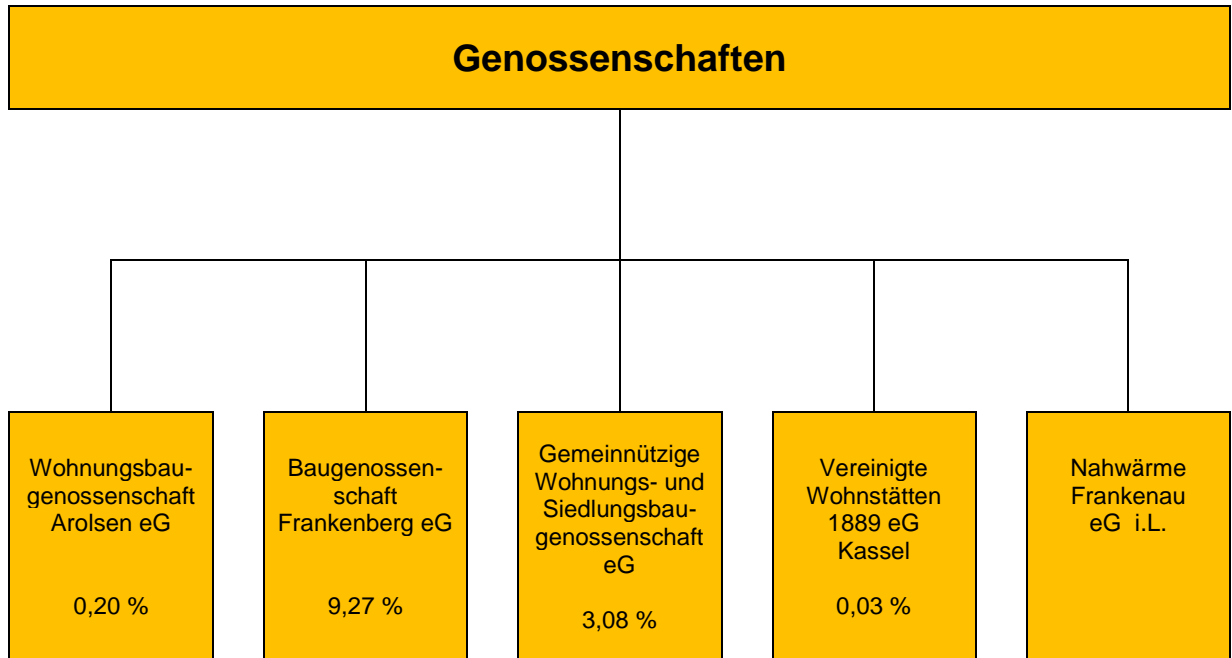 Genossenschaften
Wohnungsbau-
genossenschaft
Arolsen eG
0,20 %
Baugenossen-
schaft
Frankenberg eG
9,27 %
Gemeinnützige
Wohnungs- und
Siedlungsbau-
genossenschaft
eG
3,08 %
Vereinigte
Wohnstätten
1889 eG
Kassel
0,03 %
Nahwärme
Frankenau
eG i.L.